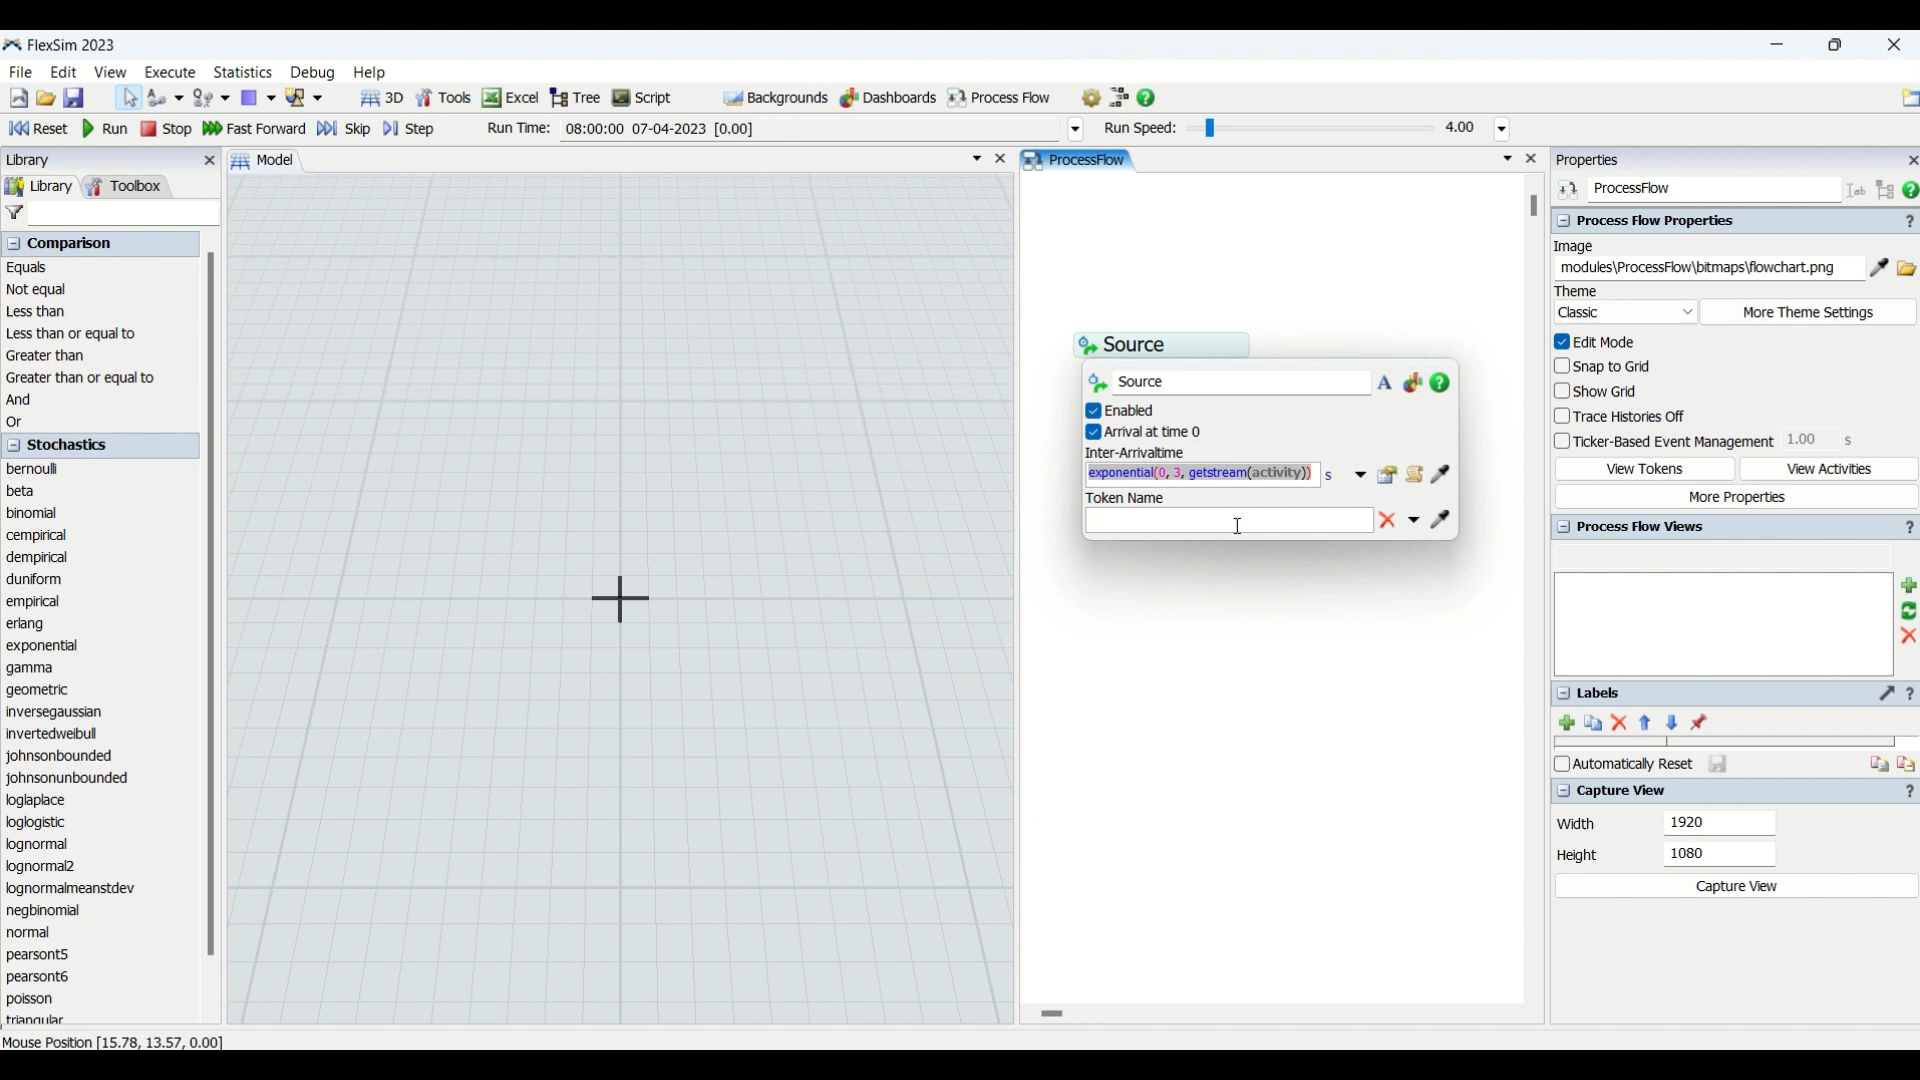 FlexSim 2023
File Edit View Execute Statistics Debug Help
3D Tools Excel Tree Script Backgrounds Dashboards Process Flow
Reset Run Stop Fast Forward Skip Step Run Time: 08:00:00 07-04-2023 [0.00] Run Speed: 4.00
Library
Library Toolbox
Comparison
Equals
Not equal
Less than
Less than or equal to
Greater than
Greater than or equal to
And
Or
Stochastics
bernoulli
beta
binomial
cempirical
dempirical
duniform
empirical
erlang
exponential
gamma
geometric
inversegaussian
invertedweibull
johnsonbounded
johnsonunbounded
loglaplace
loglogistic
lognormal
lognormal2
lognormalmeanstdev
negbinomial
normal
pearsont5
pearsont6
poisson
triangular
Model
ProcessFlow
Source
Source
Enabled
Arrival at time 0
Inter-Arrivaltime
exponential(0, 3, getstream(activity)) s
Token Name
Properties
ProcessFlow
Process Flow Properties
Image
modules\ProcessFlow\bitmaps\flowchart.png
Theme
Classic More Theme Settings
Edit Mode
Snap to Grid
Show Grid
Trace Histories Off
Ticker-Based Event Management 1.00 s
View Tokens View Activities
More Properties
Process Flow Views
Labels
Automatically Reset
Capture View
Width 1920
Height 1080
Capture View
Mouse Position [15.78, 13.57, 0.00]